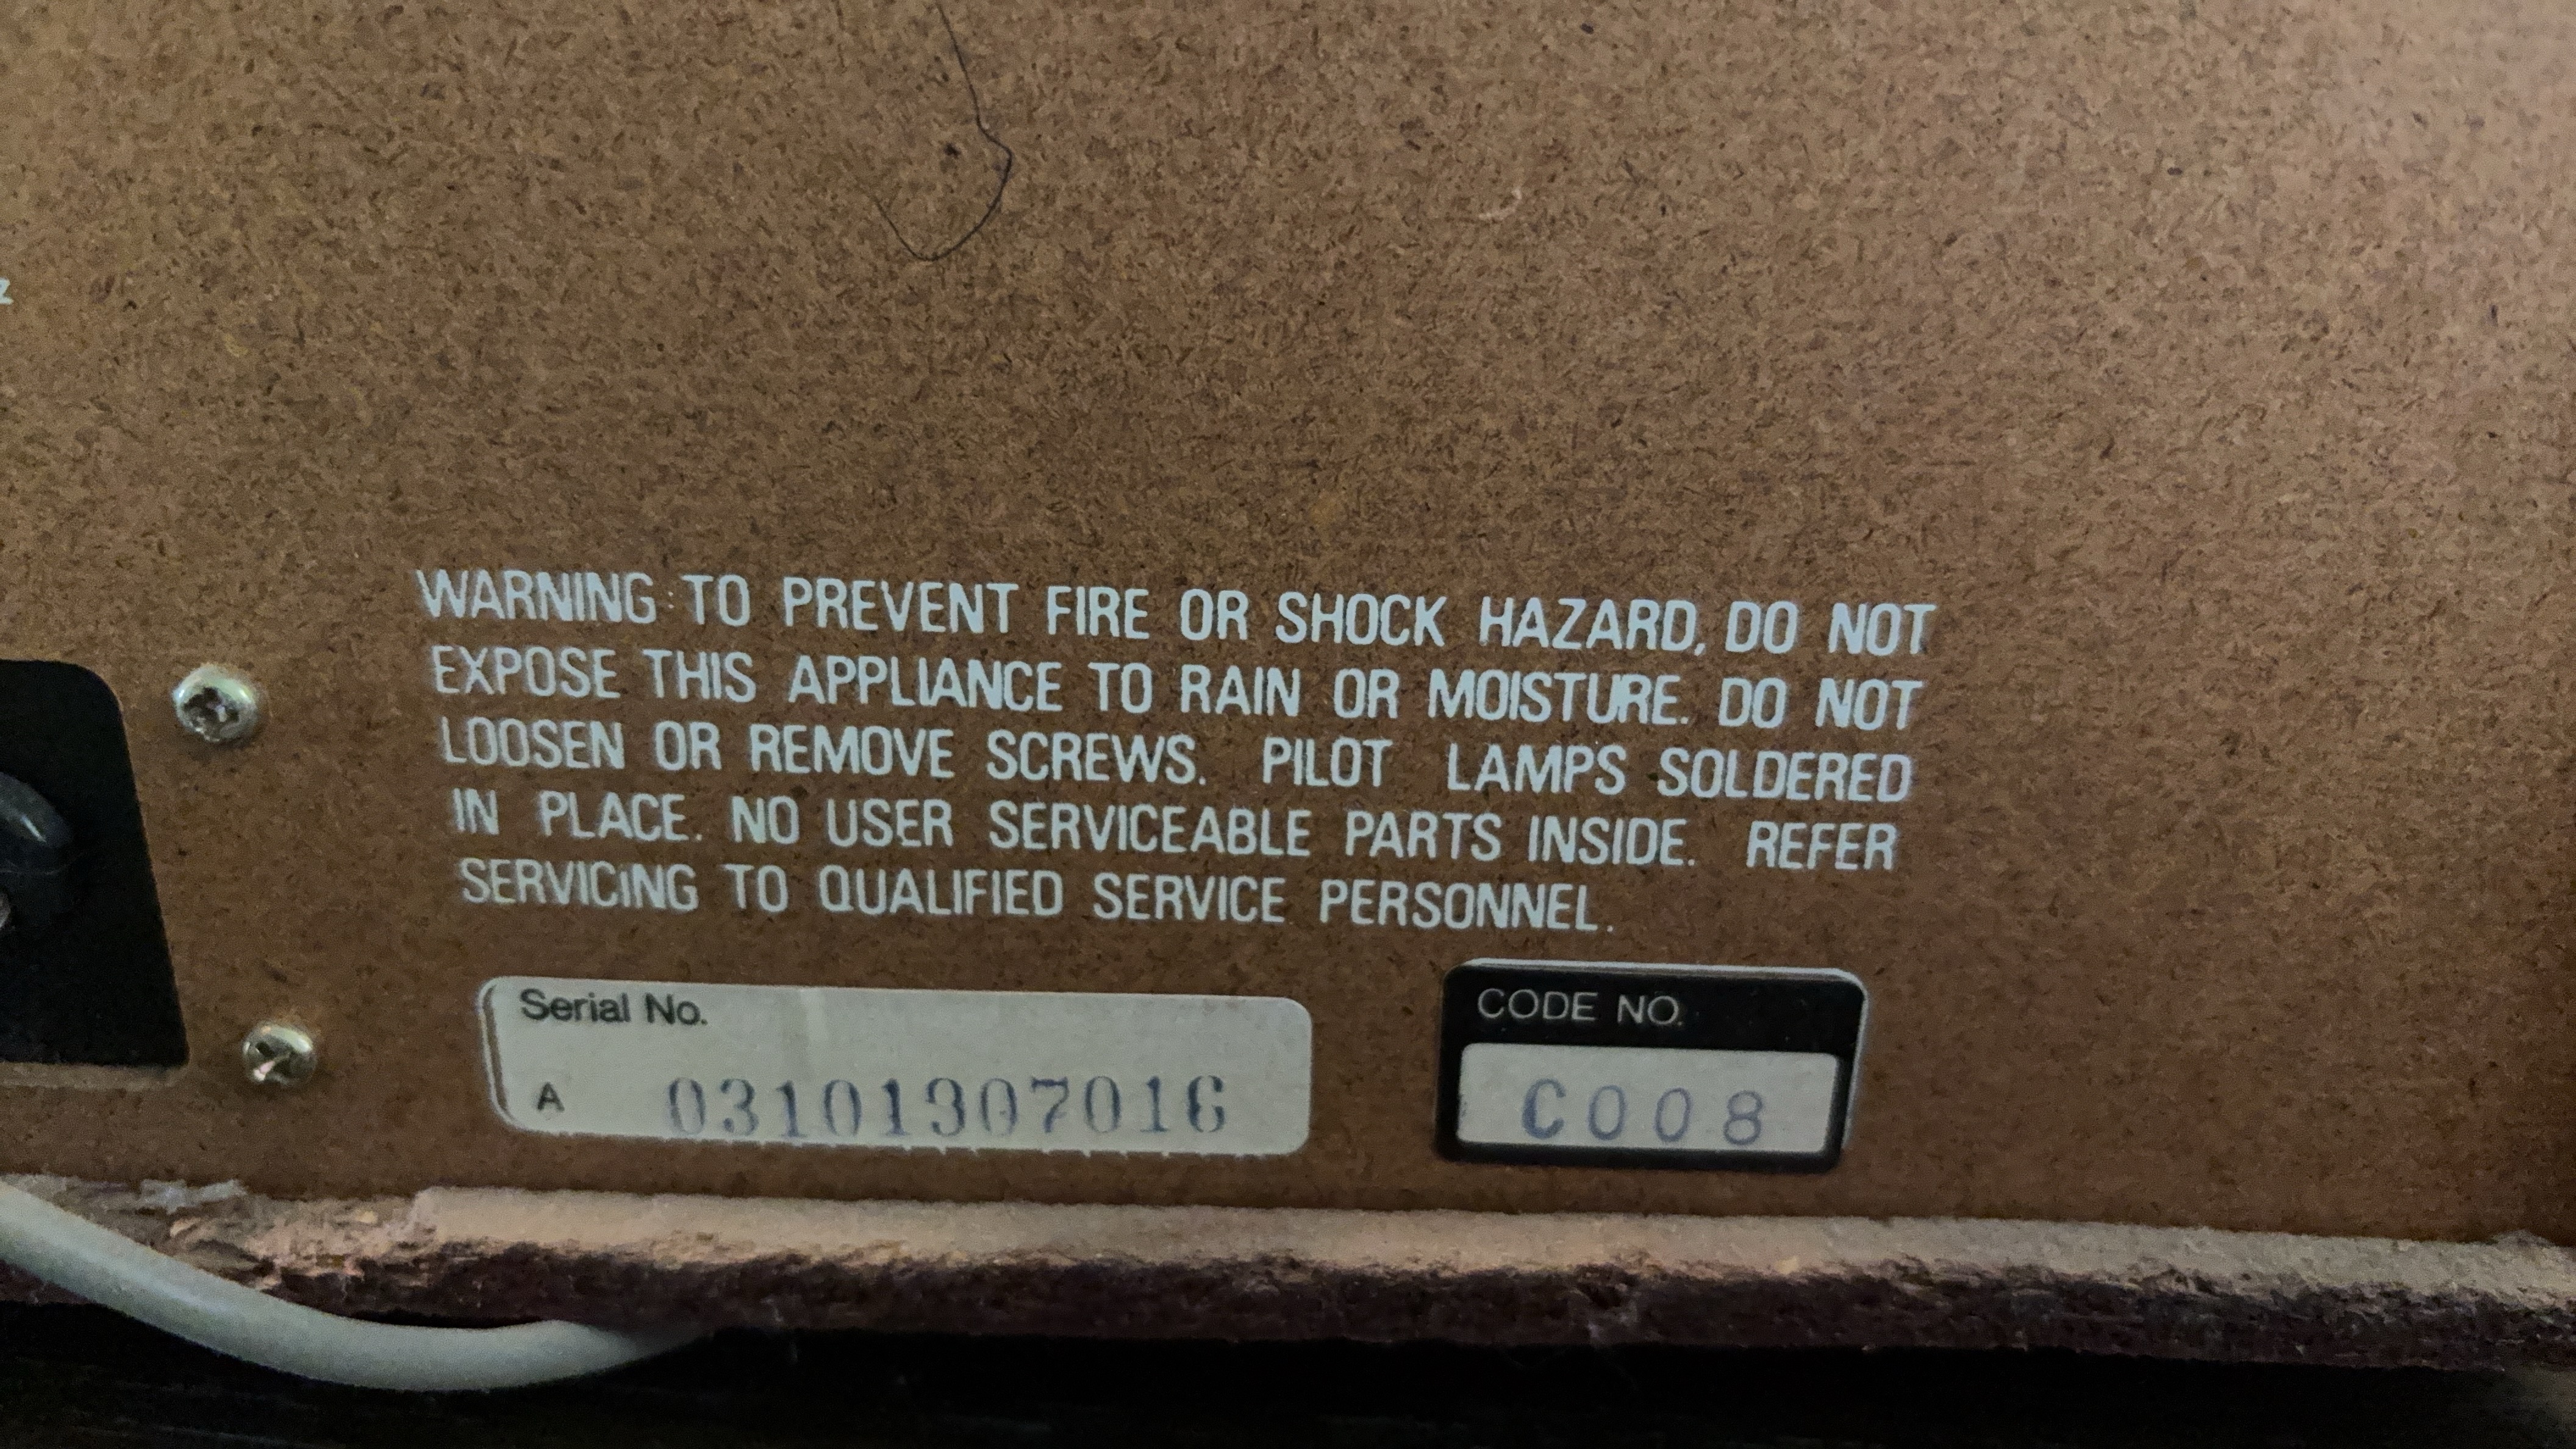 WARNING: TO PREVENT FIRE OR SHOCK HAZARD, DO NOT
EXPOSE THIS APPLIANCE TO RAIN OR MOISTURE. DO NOT
LOOSEN OR REMOVE SCREWS. PILOT LAMPS SOLDERED
IN PLACE. NO USER SERVICEABLE PARTS INSIDE. REFER
SERVICING TO QUALIFIED SERVICE PERSONNEL.
Serial No.
A 03101307016
CODE NO.
C008